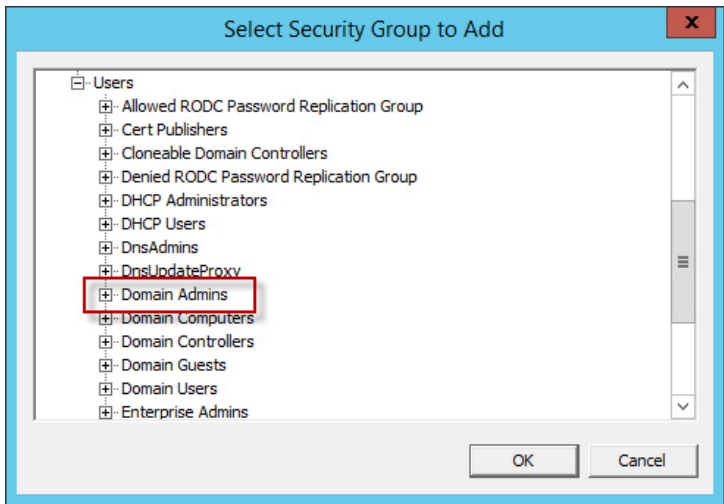 Select Security Group to Add
x
Users
Allowed RODC Password Replication Group
Cert Publishers
Cloneable Domain Controllers
Denied RODC Password Replication Group
DHCP Administrators
DHCP Users
DnsAdmins
DnsUpdateProxy
Domain Admins
Domain Computers
Domain Controllers
Domain Guests
Domain Users
Enterprise Admins
OK Cancel